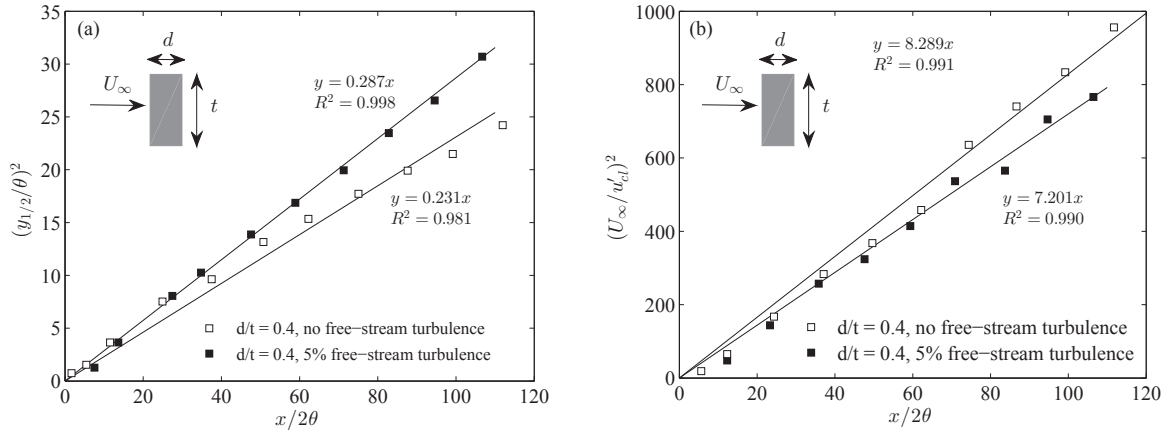 (a)
d
U∞
t
y = 0.287x
R² = 0.998
y = 0.231x
R² = 0.981
□ d/t = 0.4, no free−stream turbulence
■ d/t = 0.4, 5% free−stream turbulence
(y₁/₂/θ)²
35
30
25
20
15
10
5
0
0 20 40 60 80 100 120
x/2θ
(b)
d
U∞
t
y = 8.289x
R² = 0.991
y = 7.201x
R² = 0.990
□ d/t = 0.4, no free−stream turbulence
■ d/t = 0.4, 5% free−stream turbulence
(U∞/u′cl)²
1000
800
600
400
200
0
0 20 40 60 80 100 120
x/2θ